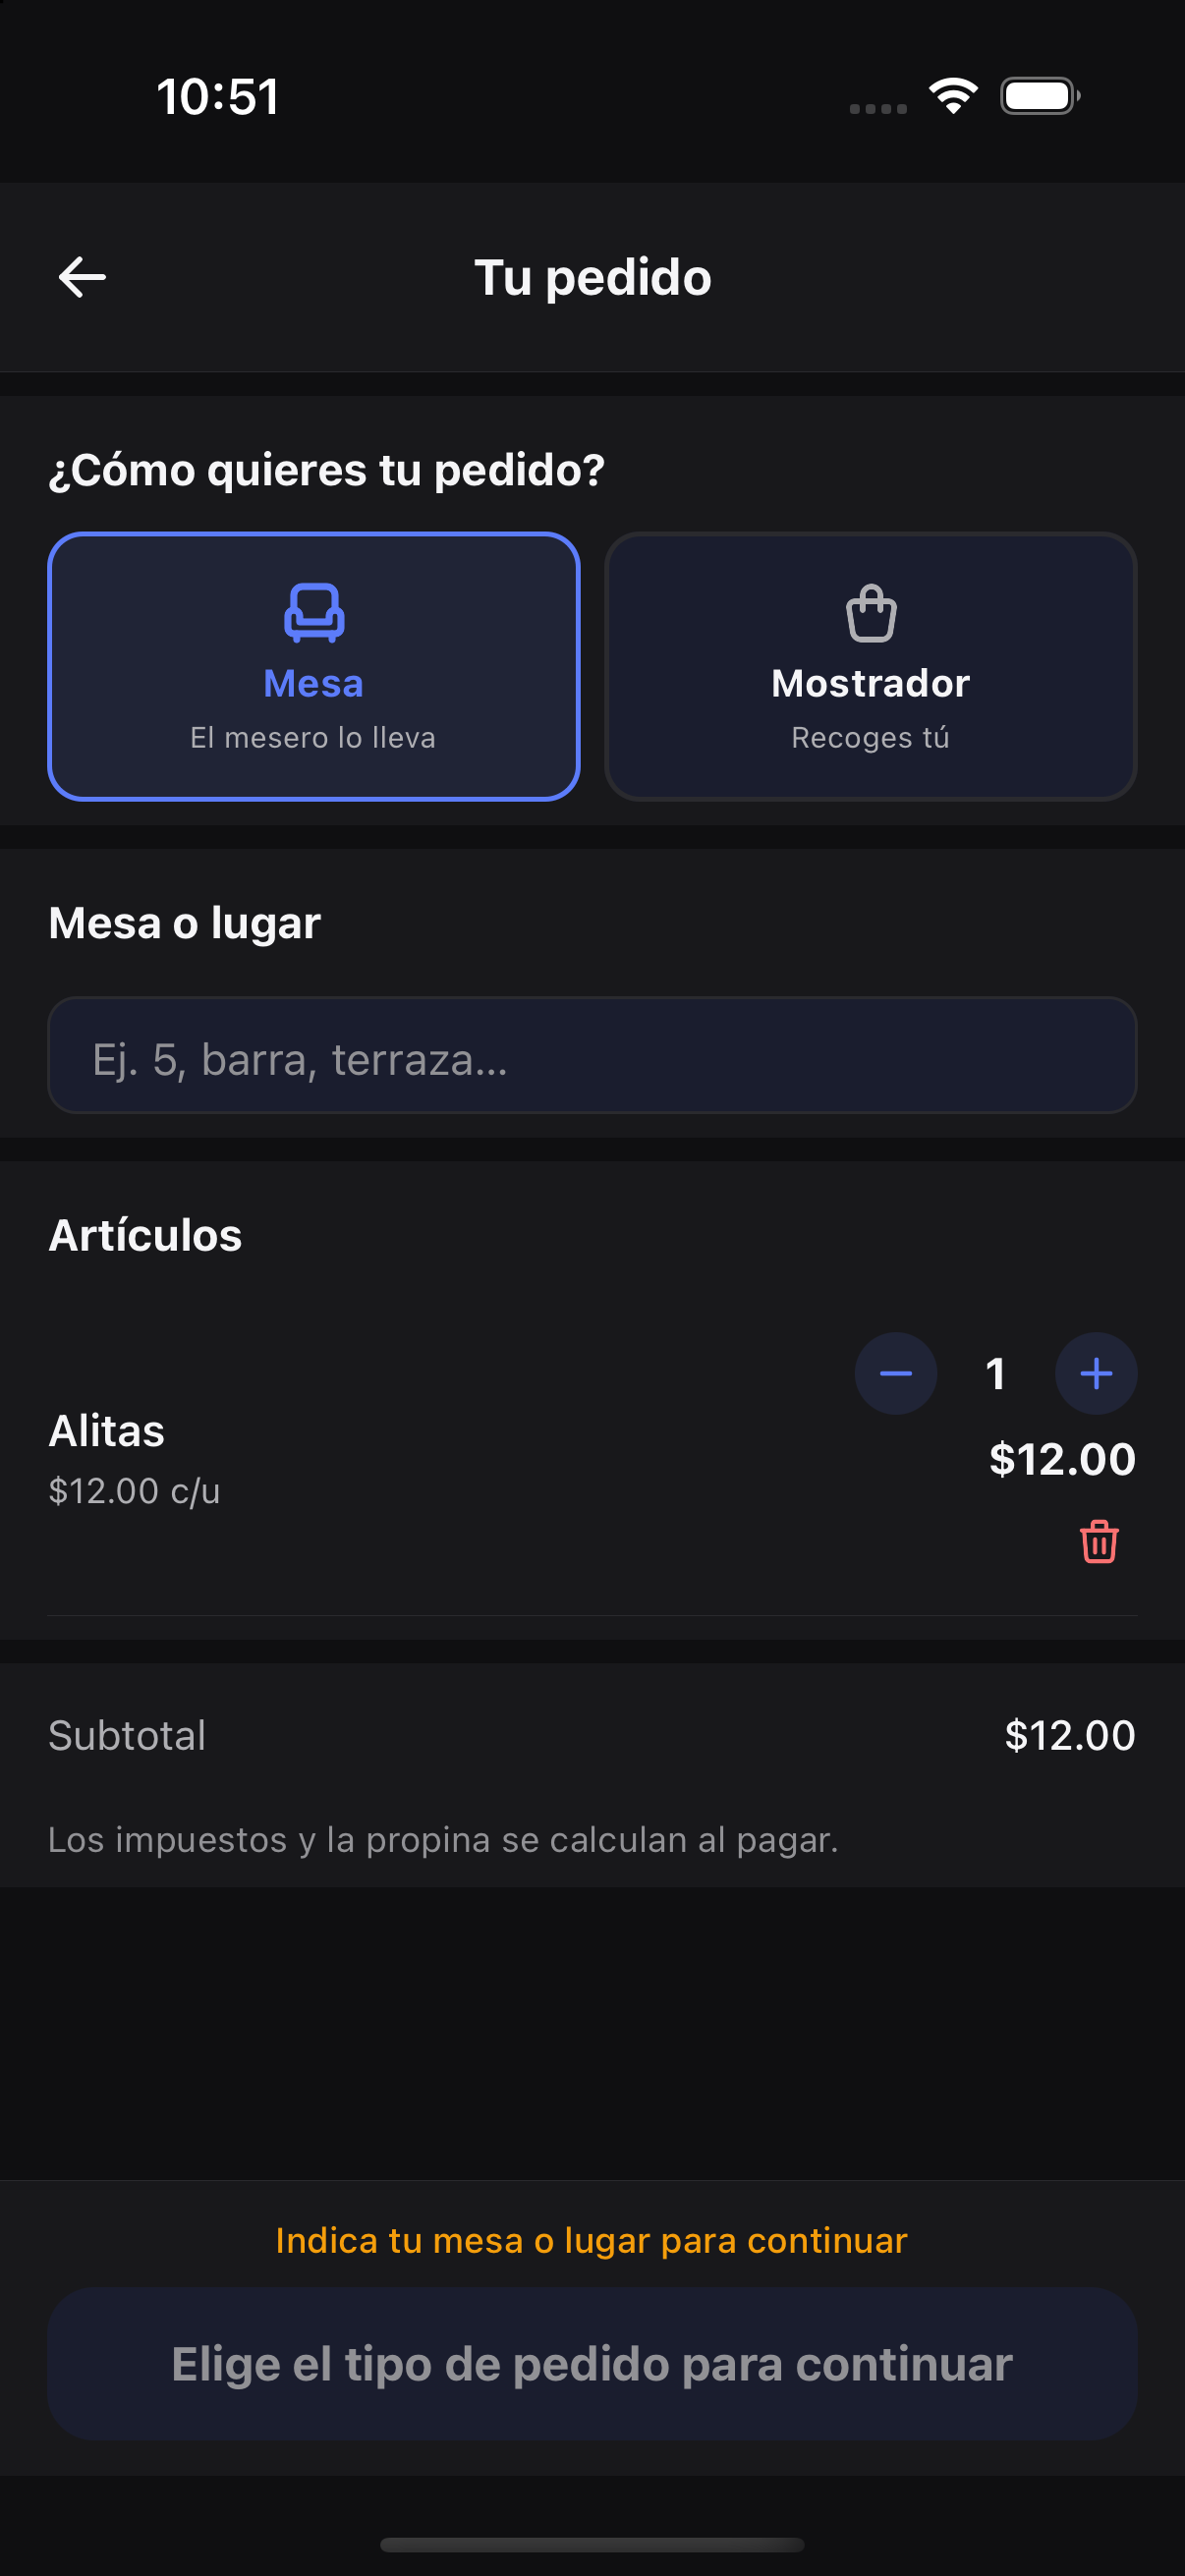 10:51
Tu pedido
¿Cómo quieres tu pedido?
Mesa
El mesero lo lleva
Mostrador
Recoges tú
Mesa o lugar
Ej. 5, barra, terraza...
Artículos
1
Alitas
$12.00
$12.00 c/u
Subtotal
$12.00
Los impuestos y la propina se calculan al pagar.
Indica tu mesa o lugar para continuar
Elige el tipo de pedido para continuar